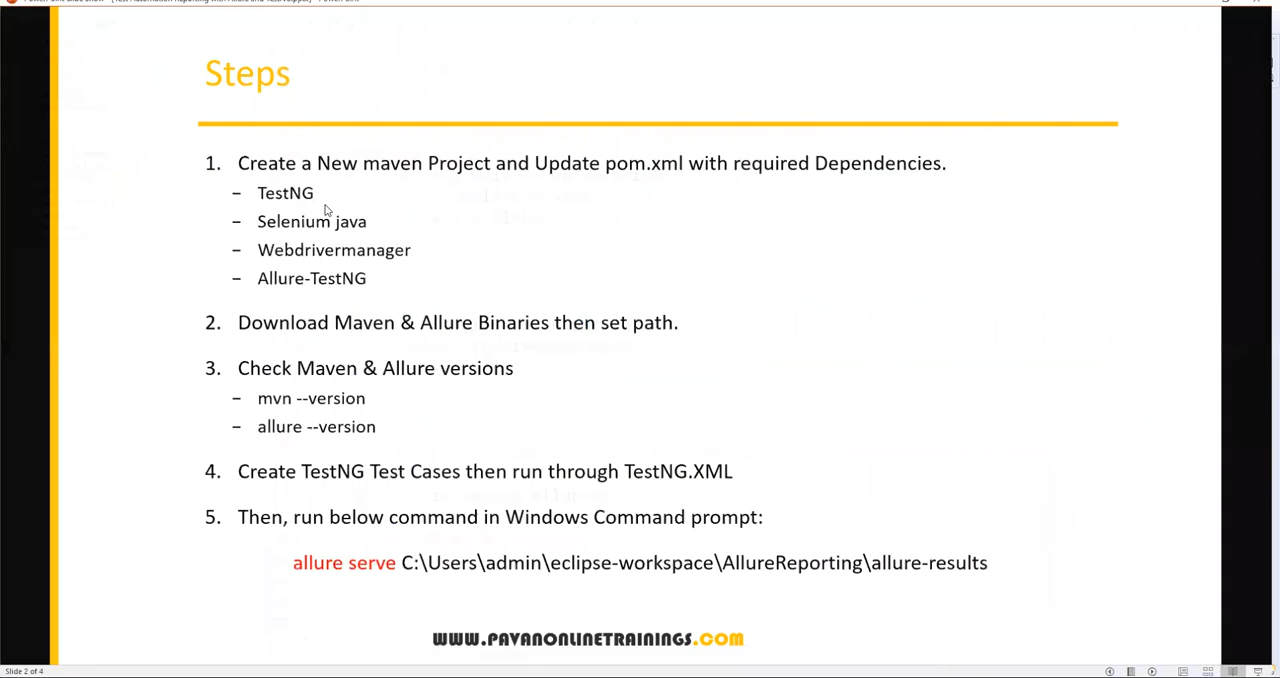 Steps
1. Create a New maven Project and Update pom.xml with required Dependencies.
– TestNG
– Selenium java
– Webdrivermanager
– Allure-TestNG
2. Download Maven & Allure Binaries then set path.
3. Check Maven & Allure versions
– mvn --version
– allure --version
4. Create TestNG Test Cases then run through TestNG.XML
5. Then, run below command in Windows Command prompt:
allure serve C:\Users\admin\eclipse-workspace\AllureReporting\allure-results
WWW.PAVANONLINETRAININGS.COM
Slide 2 of 4